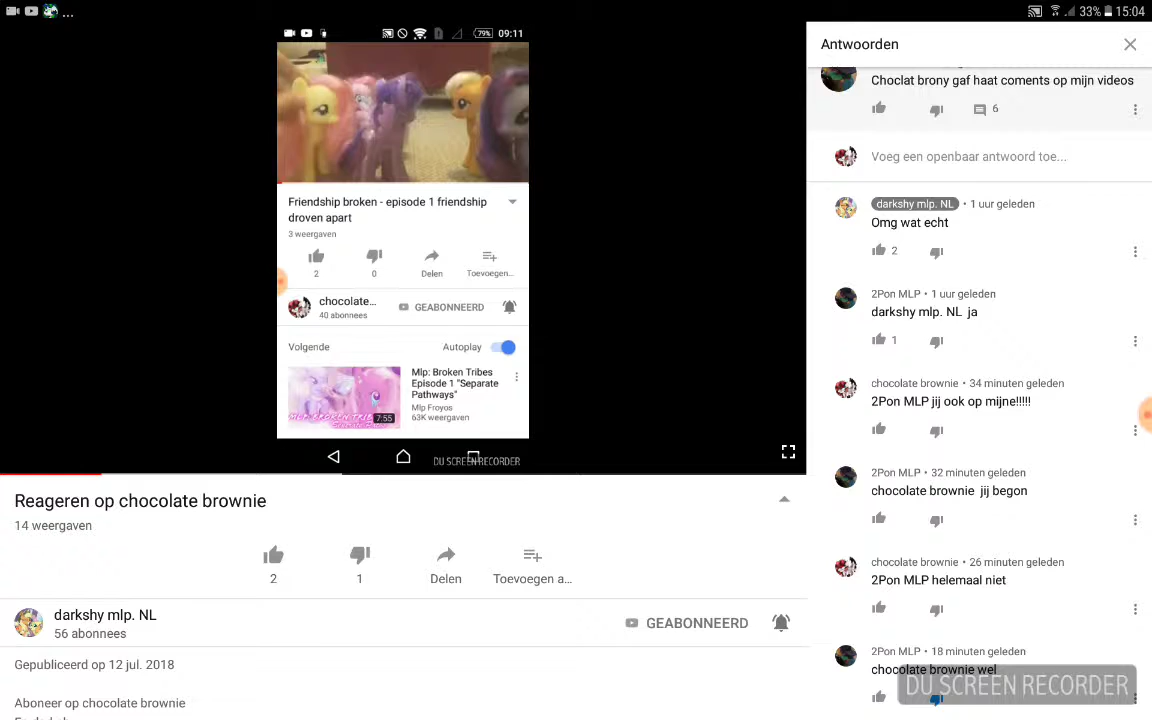 33% 15:04
79% 09:11
Friendship broken - episode 1 friendship
droven apart
3 weergaven
2
0
Delen
Toevoegen...
chocolate...
40 abonnees
GEABONNEERD
Volgende
Autoplay
Mlp: Broken Tribes
Episode 1 "Separate
Pathways"
Mlp Froyos
63K weergaven
7:55
DU SCREEN RECORDER
Reageren op chocolate brownie
14 weergaven
2
1
Delen
Toevoegen a...
darkshy mlp. NL
56 abonnees
GEABONNEERD
Gepubliceerd op 12 jul. 2018
Aboneer op chocolate brownie
Antwoorden
Choclat brony gaf haat coments op mijn videos
6
Voeg een openbaar antwoord toe...
darkshy mlp. NL • 1 uur geleden
Omg wat echt
2
2Pon MLP • 1 uur geleden
darkshy mlp. NL ja
1
chocolate brownie • 34 minuten geleden
2Pon MLP jij ook op mijne!!!!!
2Pon MLP • 32 minuten geleden
chocolate brownie jij begon
chocolate brownie • 26 minuten geleden
2Pon MLP helemaal niet
2Pon MLP • 18 minuten geleden
chocolate brownie wel
DU SCREEN RECORDER